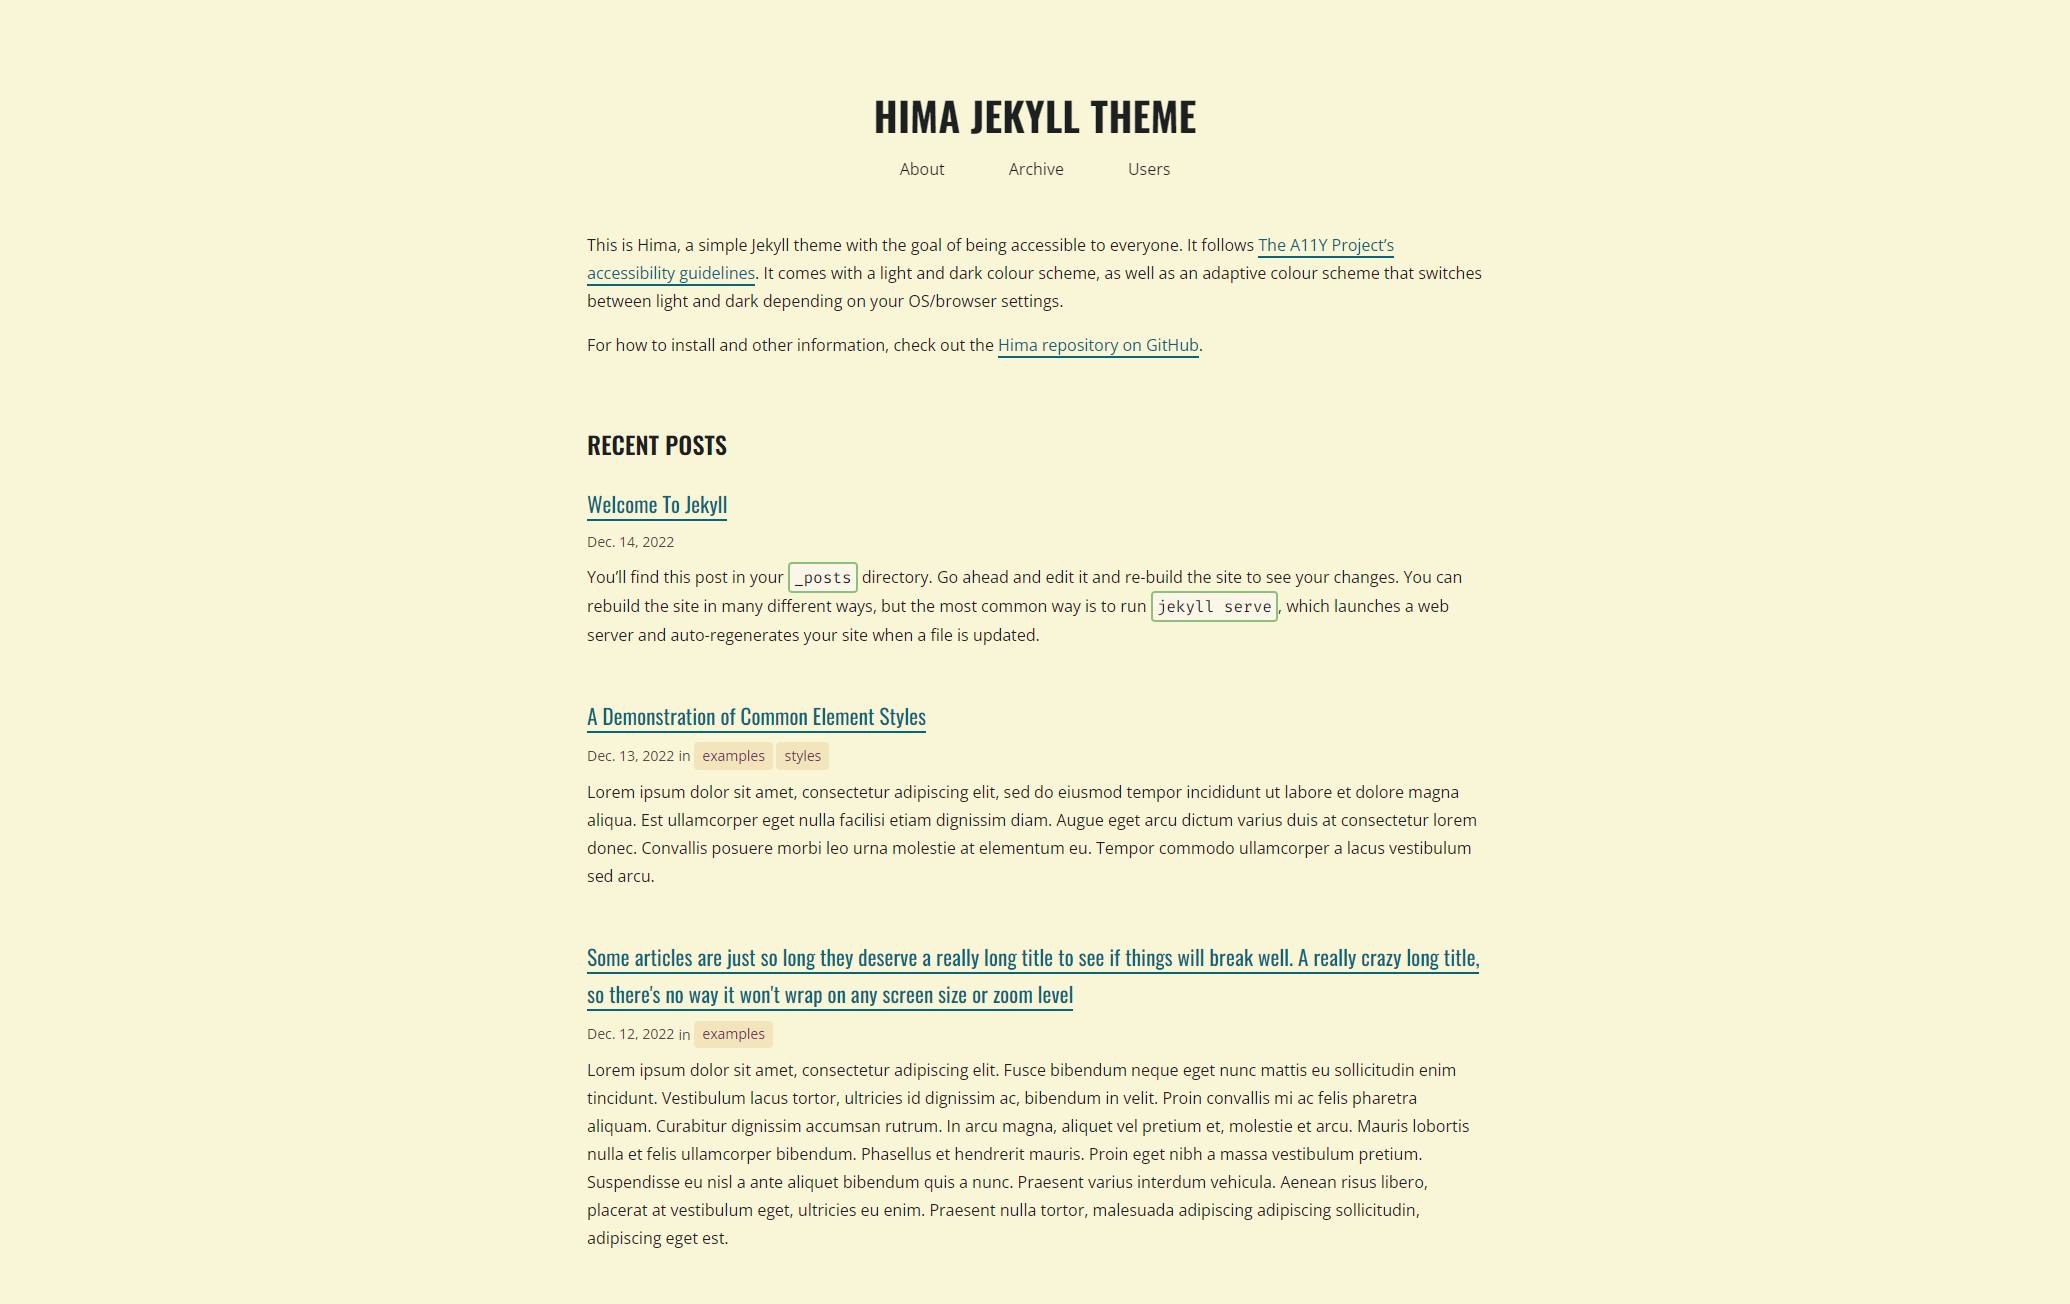 HIMA JEKYLL THEME
About Archive Users
This is Hima, a simple Jekyll theme with the goal of being accessible to everyone. It follows The A11Y Project’s
accessibility guidelines. It comes with a light and dark colour scheme, as well as an adaptive colour scheme that switches
between light and dark depending on your OS/browser settings.
For how to install and other information, check out the Hima repository on GitHub.
RECENT POSTS
Welcome To Jekyll
Dec. 14, 2022
You’ll find this post in your _posts directory. Go ahead and edit it and re-build the site to see your changes. You can
rebuild the site in many different ways, but the most common way is to run jekyll serve, which launches a web
server and auto-regenerates your site when a file is updated.
A Demonstration of Common Element Styles
Dec. 13, 2022 in examples styles
Lorem ipsum dolor sit amet, consectetur adipiscing elit, sed do eiusmod tempor incididunt ut labore et dolore magna
aliqua. Est ullamcorper eget nulla facilisi etiam dignissim diam. Augue eget arcu dictum varius duis at consectetur lorem
donec. Convallis posuere morbi leo urna molestie at elementum eu. Tempor commodo ullamcorper a lacus vestibulum
sed arcu.
Some articles are just so long they deserve a really long title to see if things will break well. A really crazy long title,
so there's no way it won't wrap on any screen size or zoom level
Dec. 12, 2022 in examples
Lorem ipsum dolor sit amet, consectetur adipiscing elit. Fusce bibendum neque eget nunc mattis eu sollicitudin enim
tincidunt. Vestibulum lacus tortor, ultricies id dignissim ac, bibendum in velit. Proin convallis mi ac felis pharetra
aliquam. Curabitur dignissim accumsan rutrum. In arcu magna, aliquet vel pretium et, molestie et arcu. Mauris lobortis
nulla et felis ullamcorper bibendum. Phasellus et hendrerit mauris. Proin eget nibh a massa vestibulum pretium.
Suspendisse eu nisl a ante aliquet bibendum quis a nunc. Praesent varius interdum vehicula. Aenean risus libero,
placerat at vestibulum eget, ultricies eu enim. Praesent nulla tortor, malesuada adipiscing adipiscing sollicitudin,
adipiscing eget est.